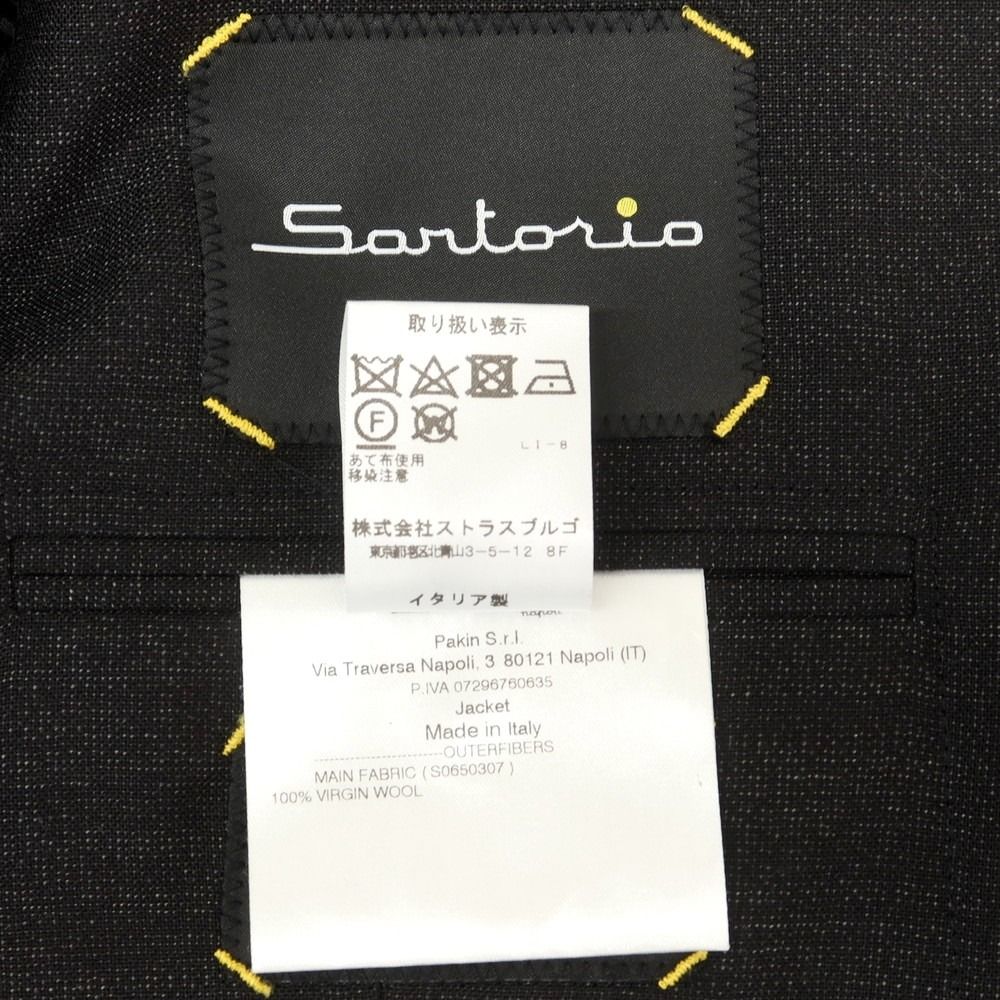 Sartorio
取り扱い表示
F
W
LI-8
あて布使用
移染注意
株式会社ストラスブルゴ
東京都港区北青山3-5-12 8F
イタリア製
napoli
Pakin S.r.l.
Via Traversa Napoli, 3 80121 Napoli (IT)
P.IVA 07296760635
Jacket
Made in Italy
-----------------------OUTERFIBERS
MAIN FABRIC ( S0650307 )
100% VIRGIN WOOL